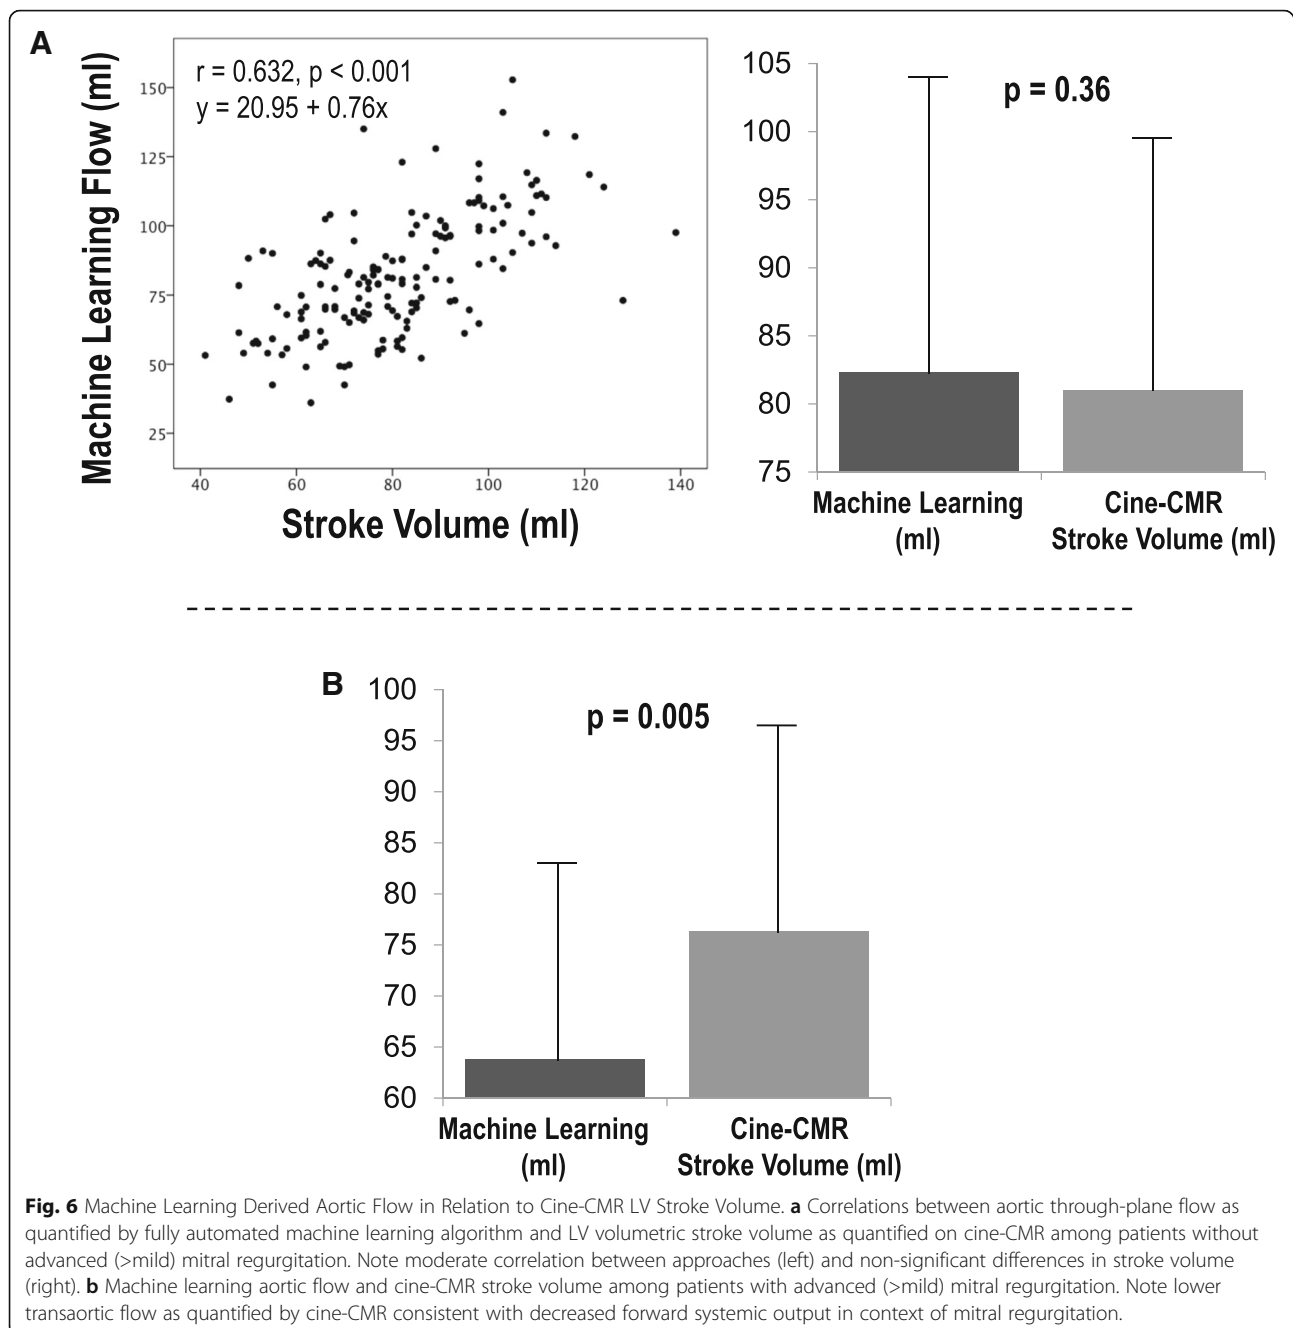 A
Machine Learning Flow (ml)
r = 0.632, p < 0.001
y = 20.95 + 0.76x
150
125
100
75
50
25
40 60 80 100 120 140
Stroke Volume (ml)
p = 0.36
105
100
95
90
85
80
75
Machine Learning
(ml)
Cine-CMR
Stroke Volume (ml)
B
p = 0.005
100
95
90
85
80
75
70
65
60
Machine Learning
(ml)
Cine-CMR
Stroke Volume (ml)
Fig. 6 Machine Learning Derived Aortic Flow in Relation to Cine-CMR LV Stroke Volume. a Correlations between aortic through-plane flow as
quantified by fully automated machine learning algorithm and LV volumetric stroke volume as quantified on cine-CMR among patients without
advanced (>mild) mitral regurgitation. Note moderate correlation between approaches (left) and non-significant differences in stroke volume
(right). b Machine learning aortic flow and cine-CMR stroke volume among patients with advanced (>mild) mitral regurgitation. Note lower
transaortic flow as quantified by cine-CMR consistent with decreased forward systemic output in context of mitral regurgitation.